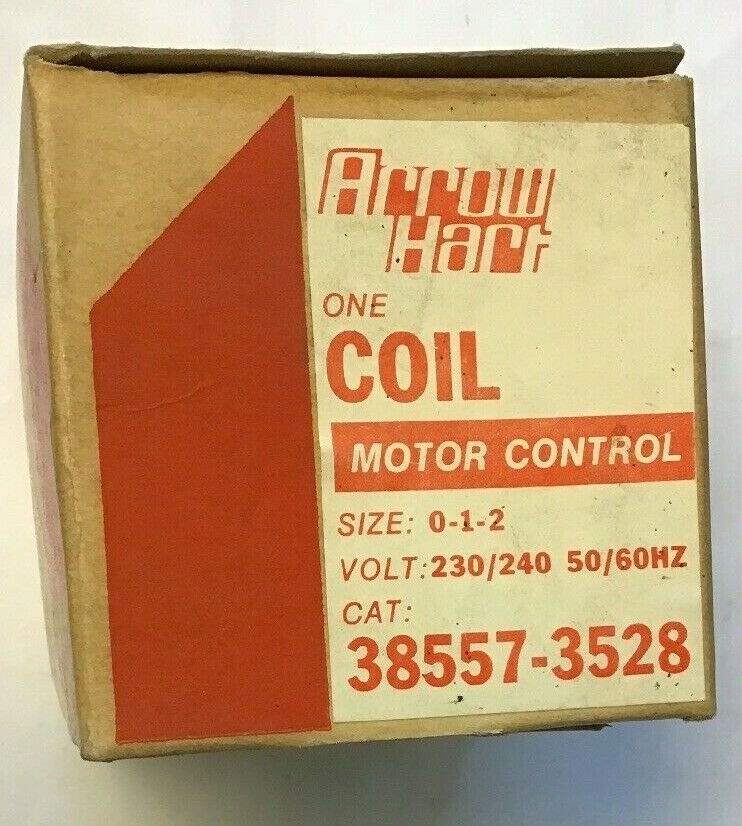 Arrow
Hart
ONE
COIL
MOTOR CONTROL
SIZE: 0-1-2
VOLT: 230/240 50/60HZ
CAT:
38557-3528